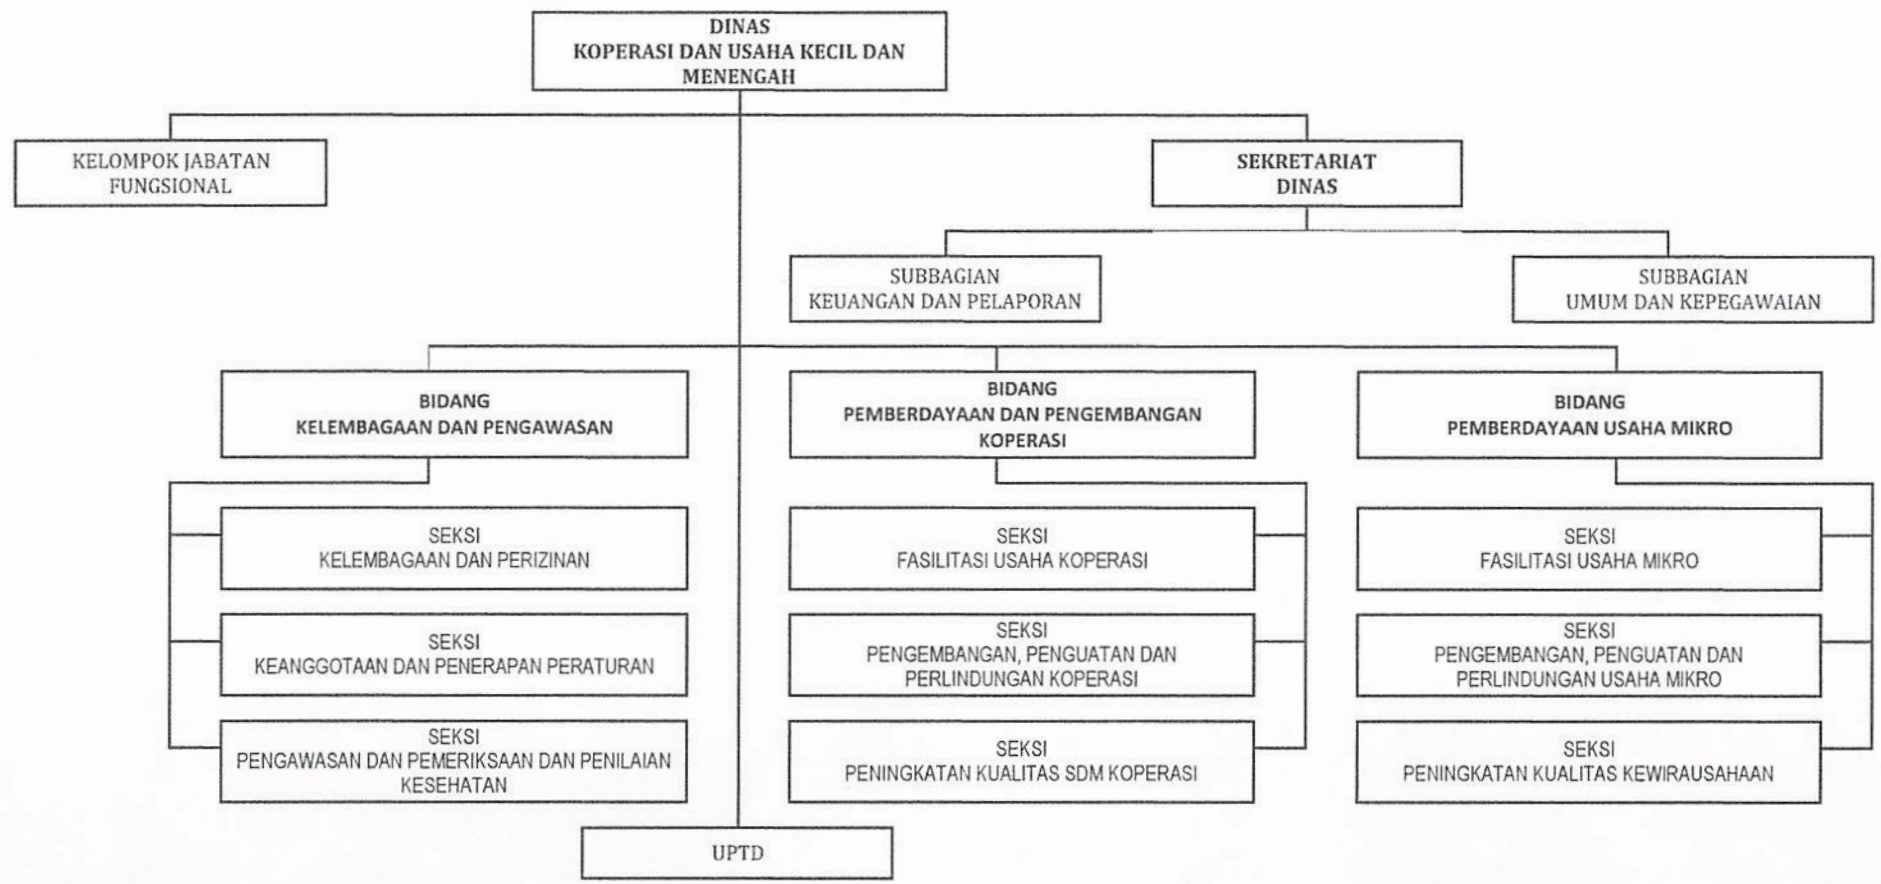 DINAS
KOPERASI DAN USAHA KECIL DAN
MENENGAH
KELOMPOK JABATAN
FUNGSIONAL
SEKRETARIAT
DINAS
SUBBAGIAN
KEUANGAN DAN PELAPORAN
SUBBAGIAN
UMUM DAN KEPEGAWAIAN
BIDANG
KELEMBAGAAN DAN PENGAWASAN
BIDANG
PEMBERDAYAAN DAN PENGEMBANGAN
KOPERASI
BIDANG
PEMBERDAYAAN USAHA MIKRO
SEKSI
KELEMBAGAAN DAN PERIZINAN
SEKSI
FASILITASI USAHA KOPERASI
SEKSI
FASILITASI USAHA MIKRO
SEKSI
KEANGGOTAAN DAN PENERAPAN PERATURAN
SEKSI
PENGEMBANGAN, PENGUATAN DAN
PERLINDUNGAN KOPERASI
SEKSI
PENGEMBANGAN, PENGUATAN DAN
PERLINDUNGAN USAHA MIKRO
SEKSI
PENGAWASAN DAN PEMERIKSAAN DAN PENILAIAN
KESEHATAN
SEKSI
PENINGKATAN KUALITAS SDM KOPERASI
SEKSI
PENINGKATAN KUALITAS KEWIRAUSAHAAN
UPTD